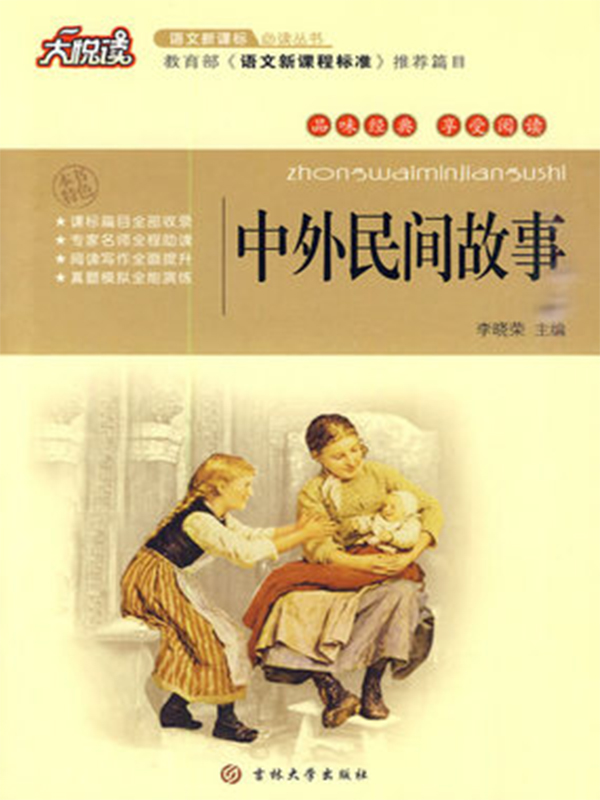 大悦读
语文新课标 必读丛书
教育部《语文新课程标准》推荐篇目
品味经典 享受阅读
zhongwaiminjiangushi
本书
特色
★课标篇目全部收录
★专家名师全程助读
★阅读写作全面提升
★真题模拟全能演练
中外民间故事
李晓荣 主编
吉林大学出版社